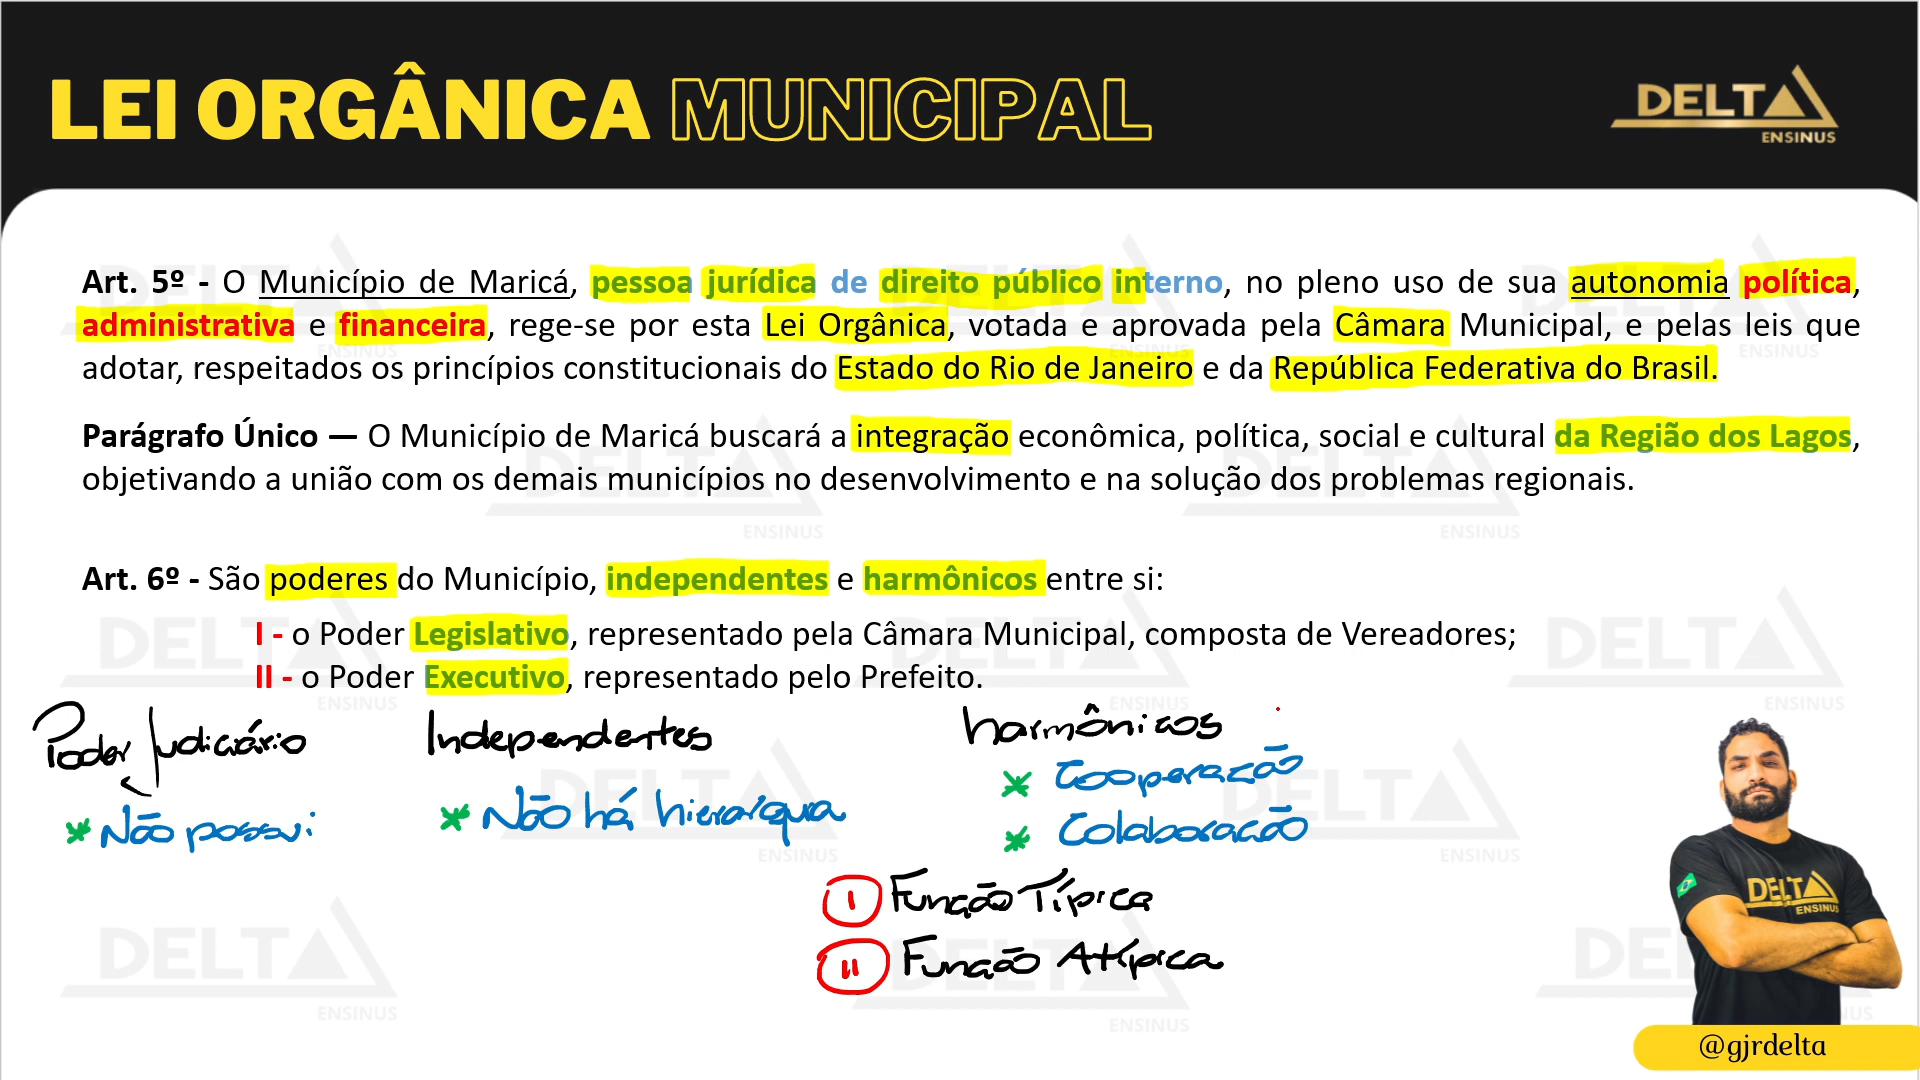 LEI ORGÂNICA MUNICIPAL
DELTA
ENSINUS
Art. 5º - O Município de Maricá, pessoa jurídica de direito público interno, no pleno uso de sua autonomia política,
administrativa e financeira, rege-se por esta Lei Orgânica, votada e aprovada pela Câmara Municipal, e pelas leis que
adotar, respeitados os princípios constitucionais do Estado do Rio de Janeiro e da República Federativa do Brasil.
Parágrafo Único — O Município de Maricá buscará a integração econômica, política, social e cultural da Região dos Lagos,
objetivando a união com os demais municípios no desenvolvimento e na solução dos problemas regionais.
Art. 6º - São poderes do Município, independentes e harmônicos entre si:
I - o Poder Legislativo, representado pela Câmara Municipal, composta de Vereadores;
II - o Poder Executivo, representado pelo Prefeito.
Poder Judiciário Independentes harmônicos
* Não possui * Não há hierarquia * Cooperação
* Colaboração
I Função Típica
II Função Atípica
DELTA
ENSINUS
@gjrdelta